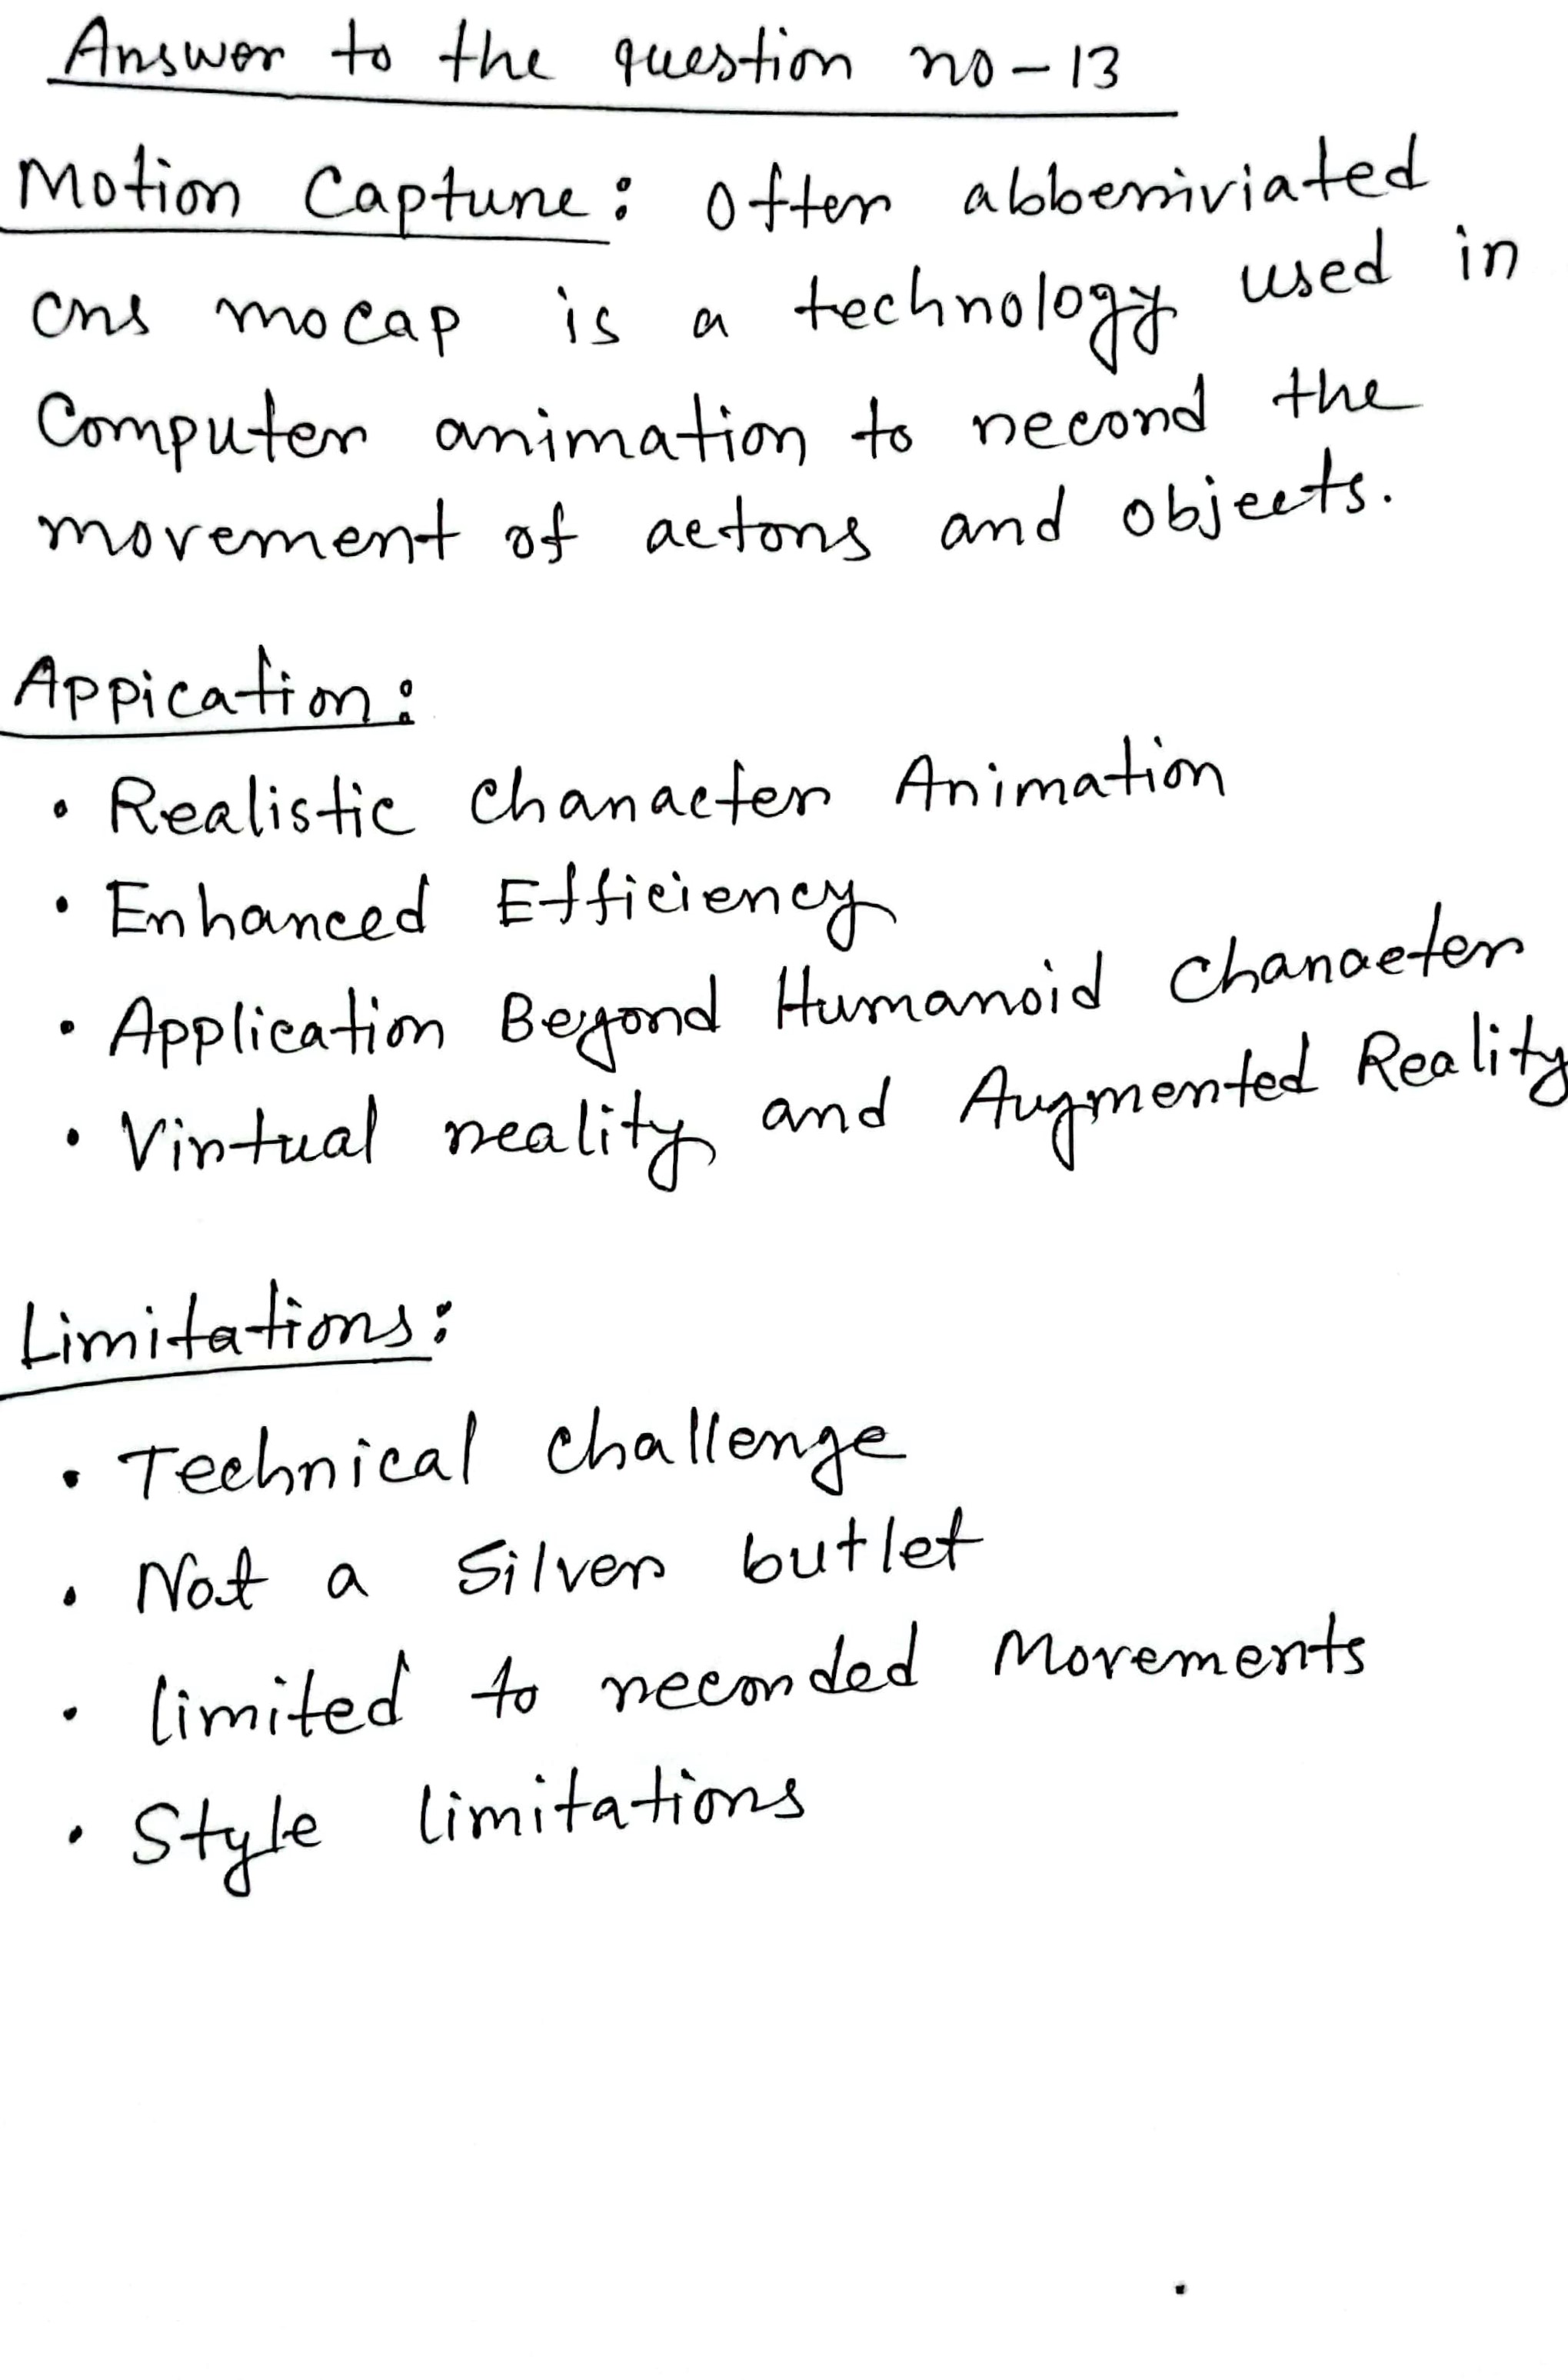 Answer to the question no-13
Motion Capture: Often abberriviated
as mocap is a technology used in
Computer animation to record the
movement of actors and objects.
Appication:
• Realistic Character Animation
• Enhanced Efficiency
• Application Beyond Humanoid Character
• Virtual reality and Augmented Reality
Limitations:
• Technical Challenge
• Not a Silver butlet
• limited to recorded Movements
• Style limitations